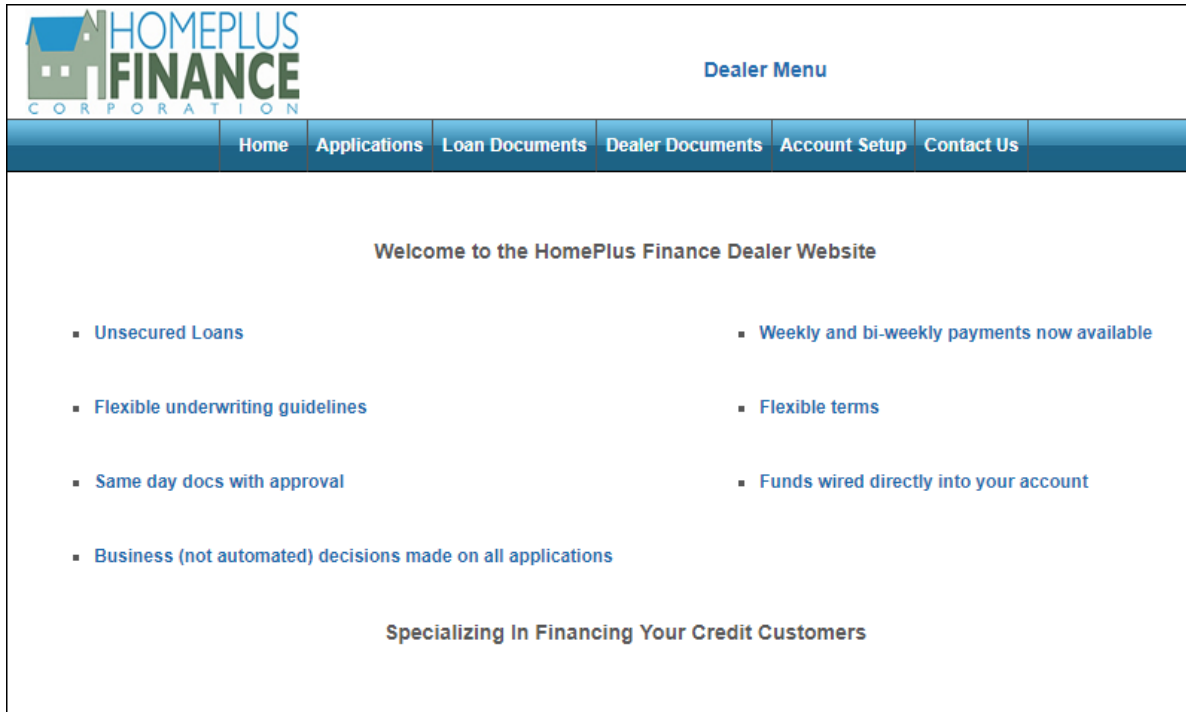 HOMEPLUS
FINANCE
CORPORATION
Dealer Menu
Home Applications Loan Documents Dealer Documents Account Setup Contact Us
Welcome to the HomePlus Finance Dealer Website
Unsecured Loans
Weekly and bi-weekly payments now available
Flexible underwriting guidelines
Flexible terms
Same day docs with approval
Funds wired directly into your account
Business (not automated) decisions made on all applications
Specializing In Financing Your Credit Customers